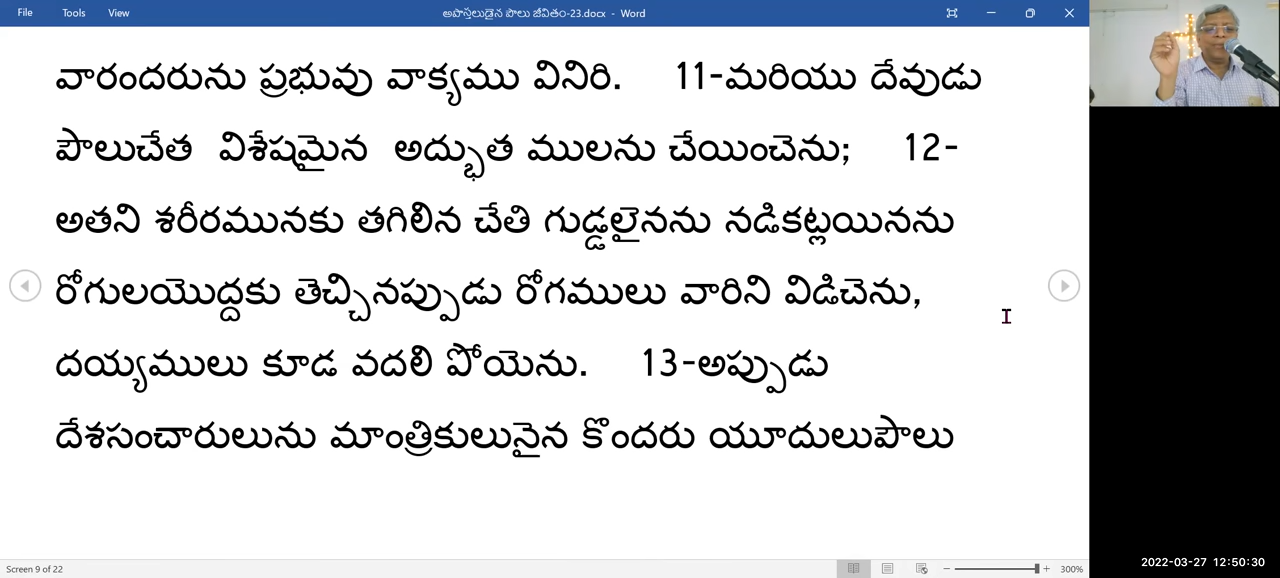 File Tools View అపొస్తలుడైన పౌలు జీవితం-23.docx - Word
వారందరును ప్రభువు వాక్యము వినిరి. 11-మరియు దేవుడు
పౌలుచేత విశేషమైన అద్భుత ములను చేయించెను; 12-
అతని శరీరమునకు తగిలిన చేతి గుడ్డలైనను నడికట్లయినను
రోగులయొద్దకు తెచ్చినప్పుడు రోగములు వారిని విడిచెను,
దయ్యములు కూడ వదలి పోయెను. 13-అప్పుడు
దేశసంచారులును మాంత్రికులునైన కొందరు యూదులుపౌలు
Screen 9 of 22 300%
2022-03-27 12:50:30